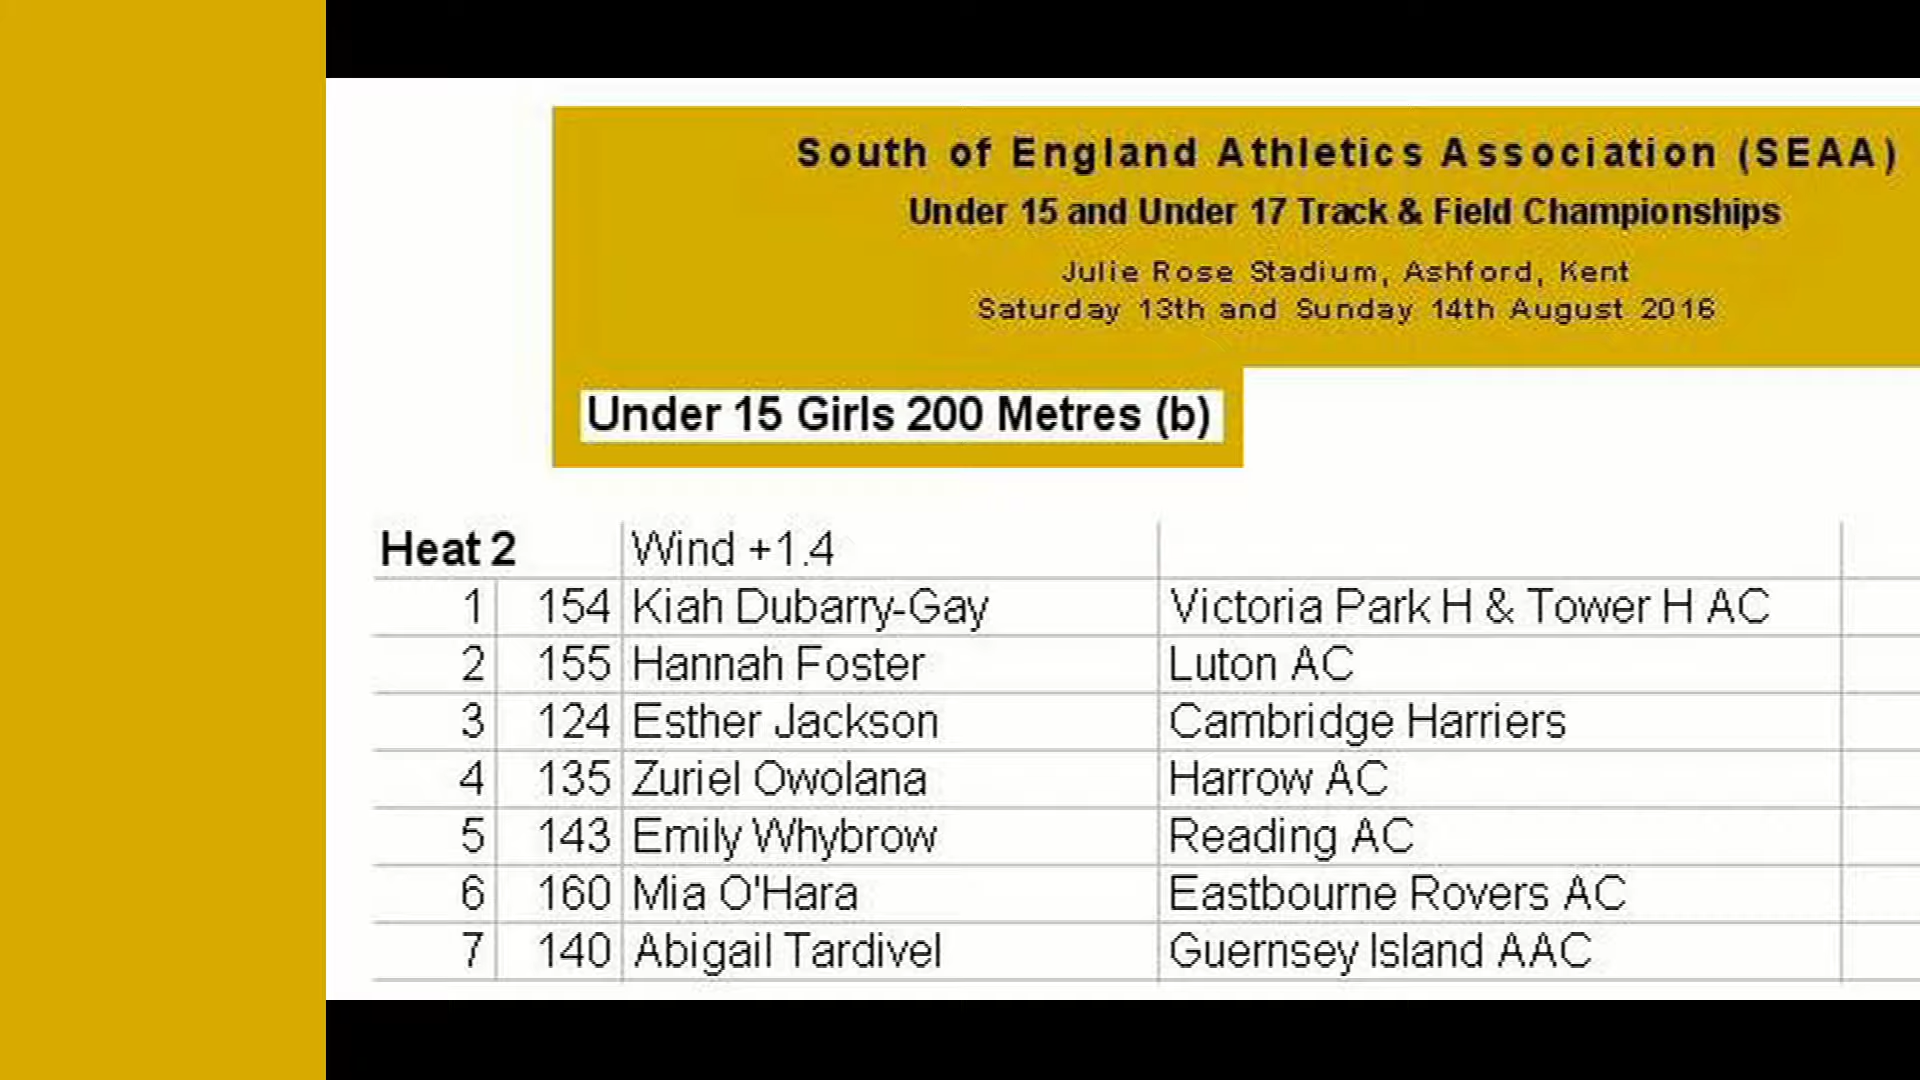 South of England Athletics Association (SEAA)
Under 15 and Under 17 Track & Field Championships
Julie Rose Stadium, Ashford, Kent
Saturday 13th and Sunday 14th August 2016
Under 15 Girls 200 Metres (b)
Heat 2 Wind +1.4
1 154 Kiah Dubarry-Gay Victoria Park H & Tower H AC
2 155 Hannah Foster Luton AC
3 124 Esther Jackson Cambridge Harriers
4 135 Zuriel Owolana Harrow AC
5 143 Emily Whybrow Reading AC
6 160 Mia O'Hara Eastbourne Rovers AC
7 140 Abigail Tardivel Guernsey Island AAC